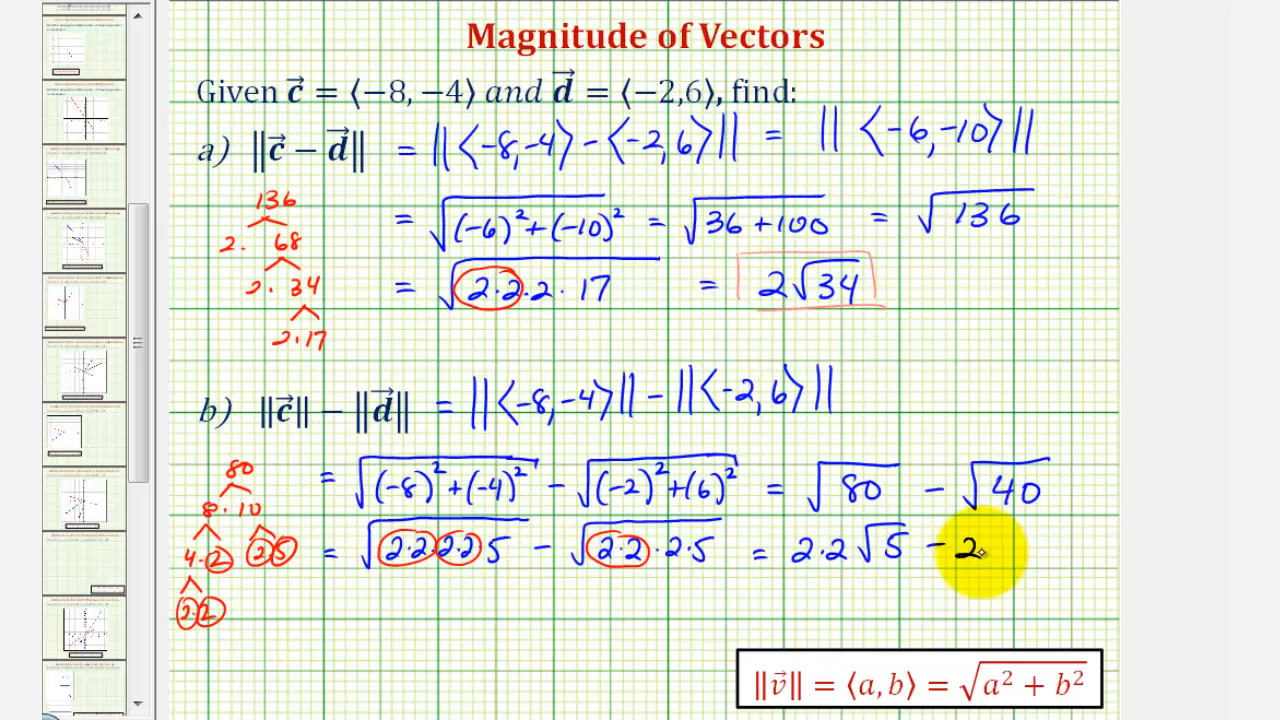 Magnitude of Vectors
Given c⃗ = ⟨−8, −4⟩ and d⃗ = ⟨−2,6⟩, find:
a) ‖c⃗ − d⃗‖ = ||⟨-8,-4⟩ - ⟨-2,6⟩|| = ||⟨-6,-10⟩||
= √((-6)² + (-10)²) = √(36 + 100) = √136
= √(2·2·2·17) = 2√34
136
2 · 68
2 · 34
2·17
b) ‖c⃗‖ − ‖d⃗‖ = ||⟨-8,-4⟩|| - ||⟨-2,6⟩||
= √((-8)² + (-4)²) - √((-2)² + (6)²) = √80 - √40
= √(2·2·2·2 5) - √(2·2·2·5) = 2·2√5 - 2
80
8·10
4·2 2 5
2·2
‖v⃗‖ = ⟨a, b⟩ = √(a² + b²)